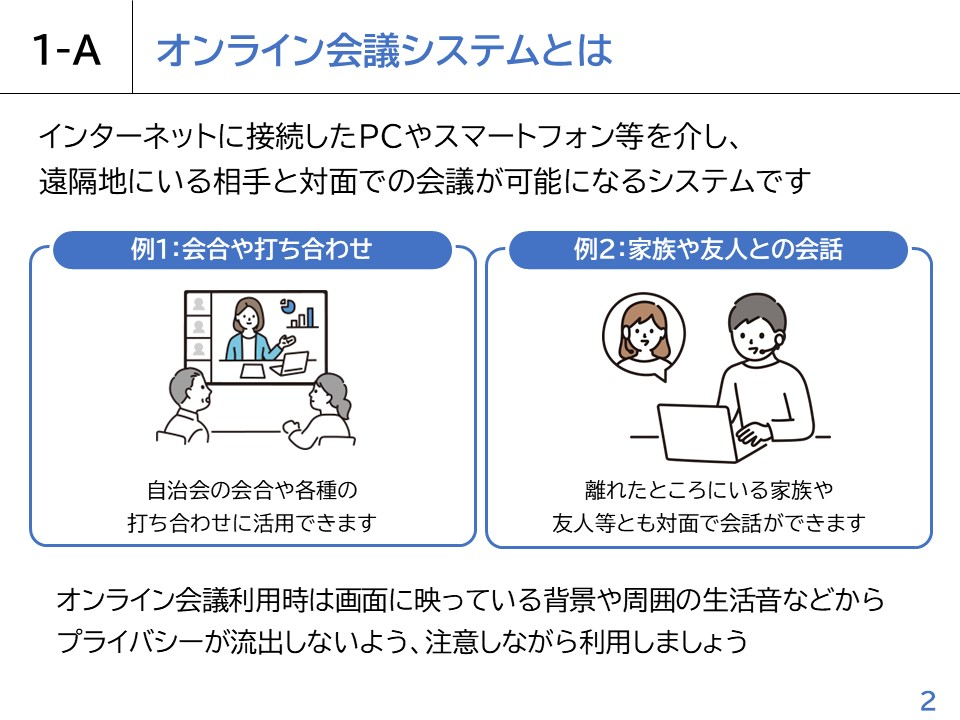 1-A
オンライン会議システムとは
インターネットに接続したPCやスマートフォン等を介し、
遠隔地にいる相手と対面での会議が可能になるシステムです
例1：会合や打ち合わせ
自治会の会合や各種の
打ち合わせに活用できます
例2：家族や友人との会話
離れたところにいる家族や
友人等とも対面で会話ができます
オンライン会議利用時は画面に映っている背景や周囲の生活音などから
プライバシーが流出しないよう、注意しながら利用しましょう
2